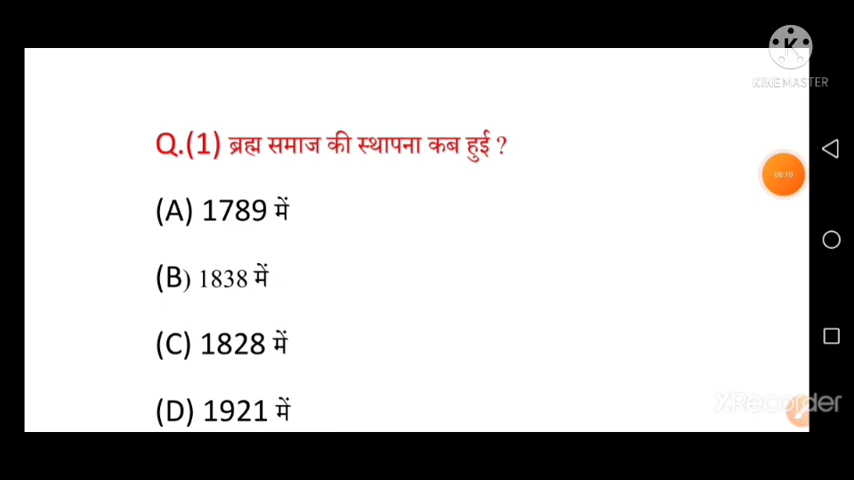 KINEMASTER
Q.(1) ब्रह्म समाज की स्थापना कब हुई ?
00:10
(A) 1789 में
(B) 1838 में
(C) 1828 में
XRecorder
(D) 1921 में